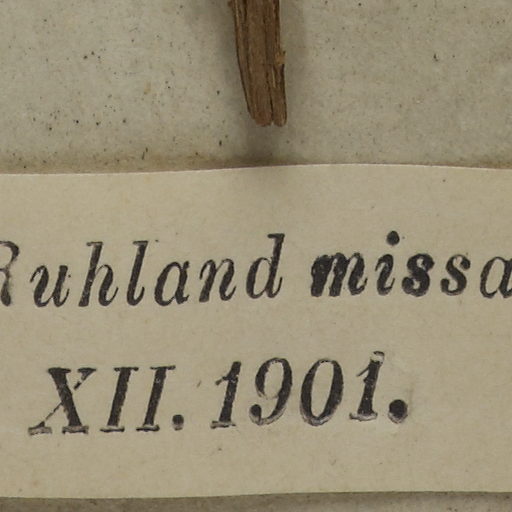 Ruhland missa
XII. 1901.